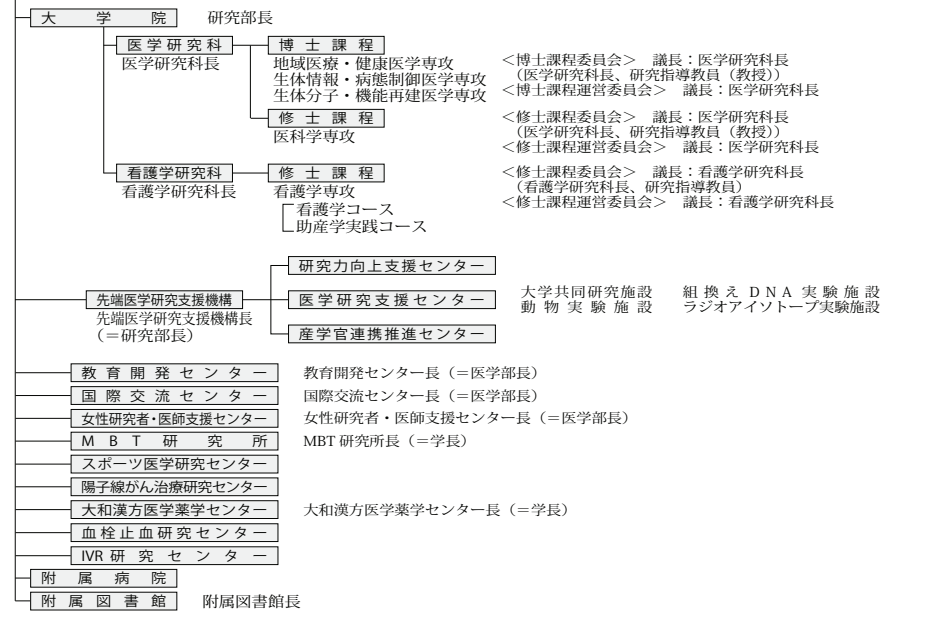 大学院　研究部長
医学研究科　博士課程
医学研究科長　地域医療・健康医学専攻　＜博士課程委員会＞　議長：医学研究科長
生体情報・病態制御医学専攻　（医学研究科長、研究指導教員（教授））
生体分子・機能再建医学専攻　＜博士課程運営委員会＞　議長：医学研究科長
修士課程　＜修士課程委員会＞　議長：医学研究科長
医科学専攻　（医学研究科長、研究指導教員（教授））
＜修士課程運営委員会＞　議長：医学研究科長
看護学研究科　修士課程　＜修士課程委員会＞　議長：看護学研究科長
看護学研究科長　看護学専攻　（看護学研究科長、研究指導教員）
看護学コース　＜修士課程運営委員会＞　議長：看護学研究科長
助産学実践コース
研究力向上支援センター
先端医学研究支援機構　医学研究支援センター　大学共同研究施設　組換えDNA実験施設
先端医学研究支援機構長　動物実験施設　ラジオアイソトープ実験施設
（＝研究部長）　産学官連携推進センター
教育開発センター　教育開発センター長（＝医学部長）
国際交流センター　国際交流センター長（＝医学部長）
女性研究者・医師支援センター　女性研究者・医師支援センター長（＝医学部長）
MBT研究所　MBT研究所長（＝学長）
スポーツ医学研究センター
陽子線がん治療研究センター
大和漢方医学薬学センター　大和漢方医学薬学センター長（＝学長）
血栓止血研究センター
IVR研究センター
附属病院
附属図書館　附属図書館長